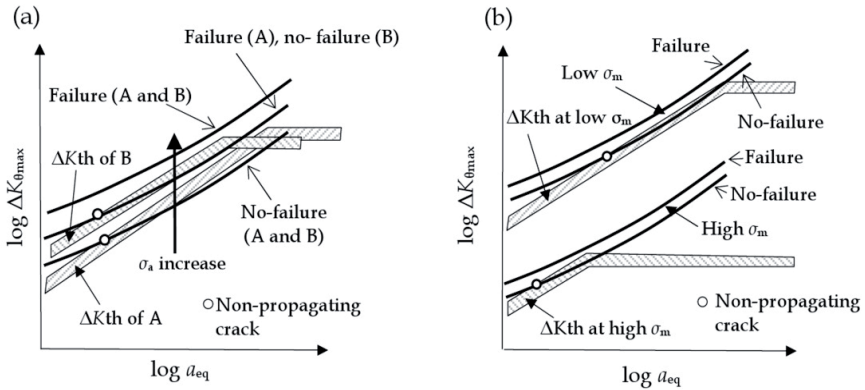 (a)
Failure (A), no- failure (B)
Failure (A and B)
ΔKth of B
No-failure
(A and B)
σa increase
ΔKth of A
Non-propagating
crack
log ΔKθmax
log aeq
(b)
Failure
Low σm
ΔKth at low σm
No-failure
Failure
No-failure
High σm
Non-propagating
crack
ΔKth at high σm
log ΔKθmax
log aeq